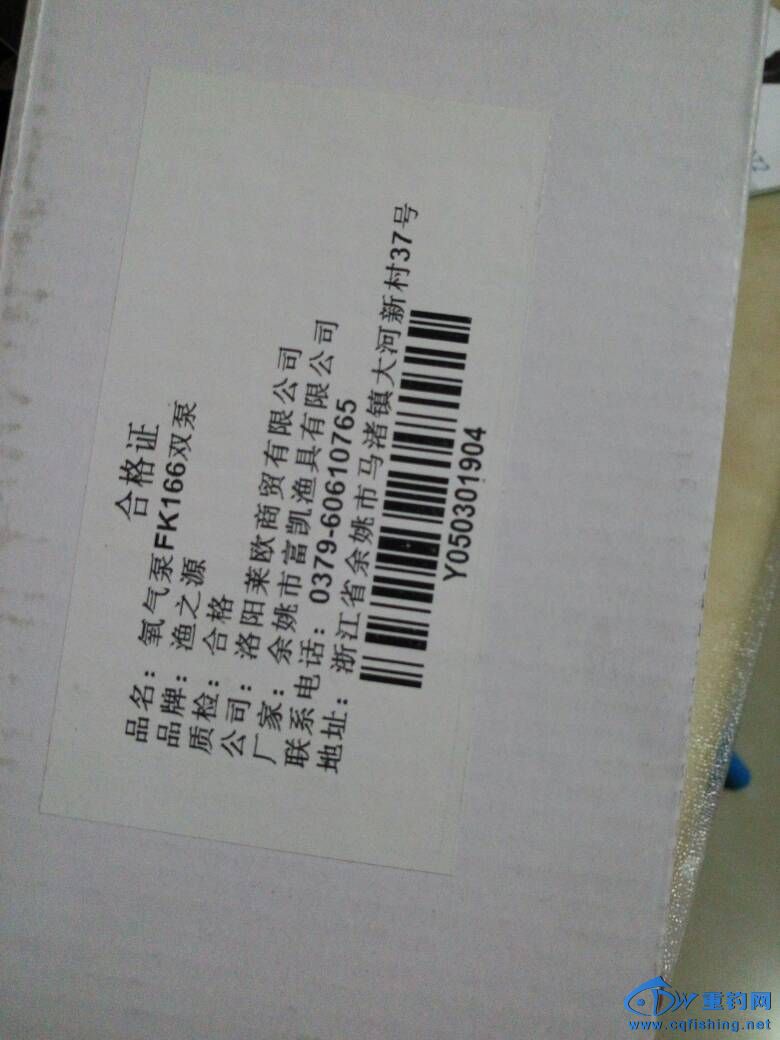 合格证
品名：氧气泵FK166双泵
品牌：渔之源
质检：合格
公司：洛阳莱欧商贸有限公司
厂家：余姚市富凯渔具有限公司
联系电话：0379-60610765
地址：浙江省余姚市马渚镇大河新村37号
Y050301904
重钓网
www.cqfishing.net